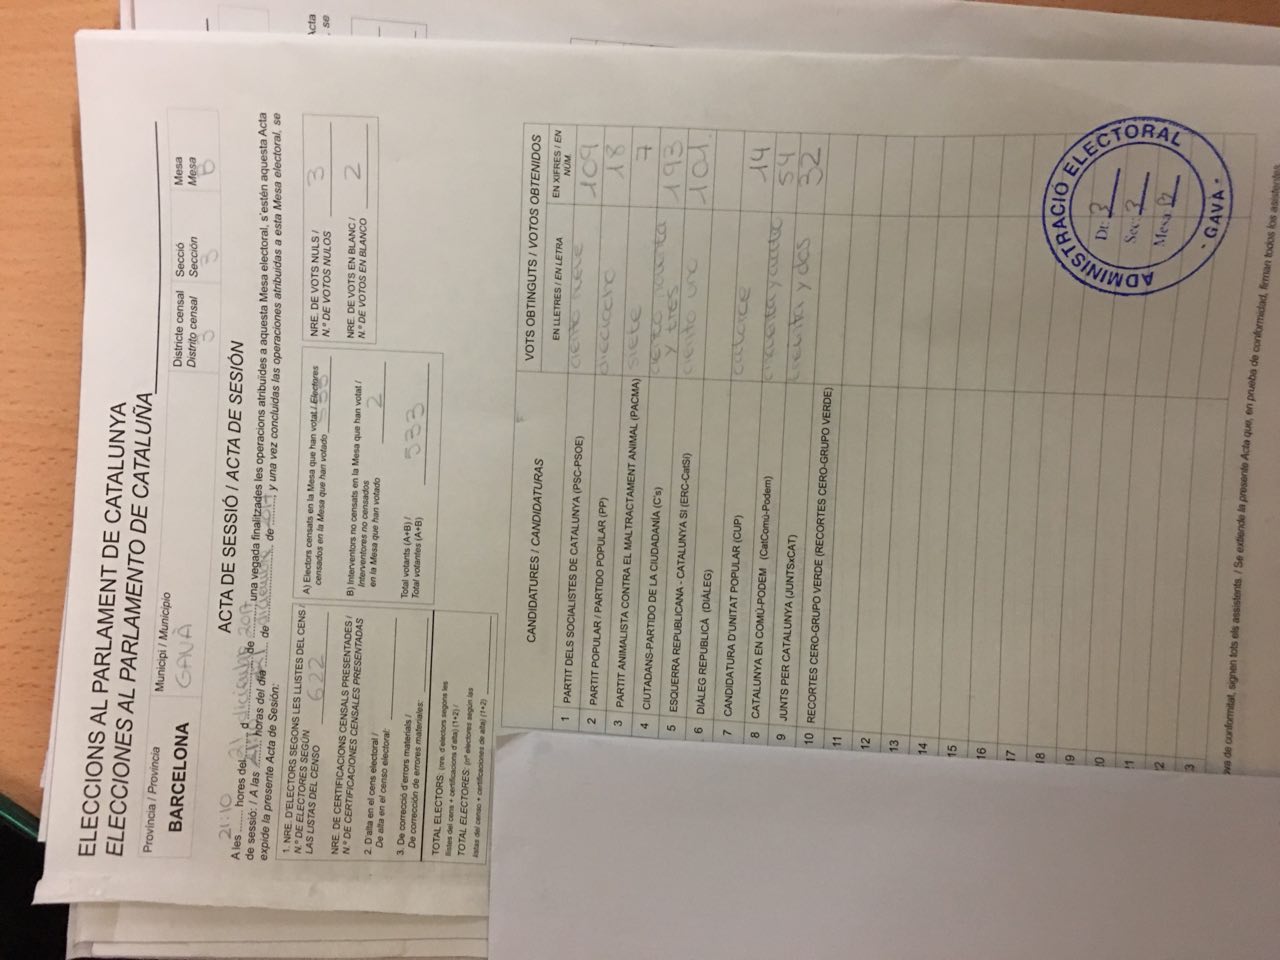 ELECCIONS AL PARLAMENT DE CATALUNYA
ELECCIONES AL PARLAMENTO DE CATALUÑA
Província / Provincia
BARCELONA
Municipi / Municipio
GAVÀ
Districte censal
Distrito censal
3
Secció
Sección
3
Mesa
Mesa
B
ACTA DE SESSIÓ / ACTA DE SESIÓN
21:10
A les ........ hores del 21 diciembre 2017 una vegada finalitzades les operacions atribuïdes a aquesta Mesa electoral, s'estén aquesta Acta
de sessió: / A las ........ horas del día ........ de ........ de ........ y una vez concluidas las operaciones atribuidas a esta Mesa electoral, se
expide la presente Acta de Sesión:
1. NRE. D'ELECTORS SEGONS LES LLISTES DEL CENS /
N.º DE ELECTORES SEGÚN
LAS LISTAS DEL CENSO
622
NRE. DE CERTIFICACIONS CENSALS PRESENTADES /
N.º DE CERTIFICACIONES CENSALES PRESENTADAS
2. D'alta en el cens electoral /
De alta en el censo electoral:
3. De correcció d'errors materials /
De corrección de errores materiales:
TOTAL ELECTORS: (nre. d'electors segons les
llistes del cens + certificacions d'alta) (1+2) /
TOTAL ELECTORES: (nº electores según las
listas del censo + certificaciones de alta) (1+2)
A) Electors censats en la Mesa que han votat / Electores
censados en la Mesa que han votado
B) Interventors no censats en la Mesa que han votat /
Interventores no censados
en la Mesa que han votado
2
Total votants (A+B) /
Total votantes (A+B)
533
NRE. DE VOTS NULS /
N.º DE VOTOS NULOS
3
NRE. DE VOTS EN BLANC /
N.º DE VOTOS EN BLANCO
2
CANDIDATURES / CANDIDATURAS
VOTS OBTINGUTS / VOTOS OBTENIDOS
EN LLETRES / EN LETRA
EN XIFRES / EN NÚM.
1 PARTIT DELS SOCIALISTES DE CATALUNYA (PSC-PSOE) ciento nueve 109
2 PARTIT POPULAR / PARTIDO POPULAR (PP) dieciocho 18
3 PARTIT ANIMALISTA CONTRA EL MALTRACTAMENT ANIMAL (PACMA) siete 7
4 CIUTADANS-PARTIDO DE LA CIUDADANÍA (C's) ciento noventa y tres 193
5 ESQUERRA REPUBLICANA - CATALUNYA SÍ (ERC-CatSí) ciento uno 101.
6 DIÀLEG REPUBLICÀ (DIÀLEG)
7 CANDIDATURA D'UNITAT POPULAR (CUP) catorce 14
8 CATALUNYA EN COMÚ-PODEM (CatComú-Podem) cincuenta y cuatro 54
9 JUNTS PER CATALUNYA (JUNTSxCAT) treinta y dos 32
10 RECORTES CERO-GRUPO VERDE (RECORTES CERO-GRUPO VERDE)
11
12
13
14
15
16
17
18
19
20
21
22
23
ADMINISTRACIO ELECTORAL
Dt: 3
Sec: 3
Mesa B
· GAVA ·
va de conformitat, signen tots els assistents. / Se extiende la presente Acta que, en prueba de conformidad, firman todos los asistentes